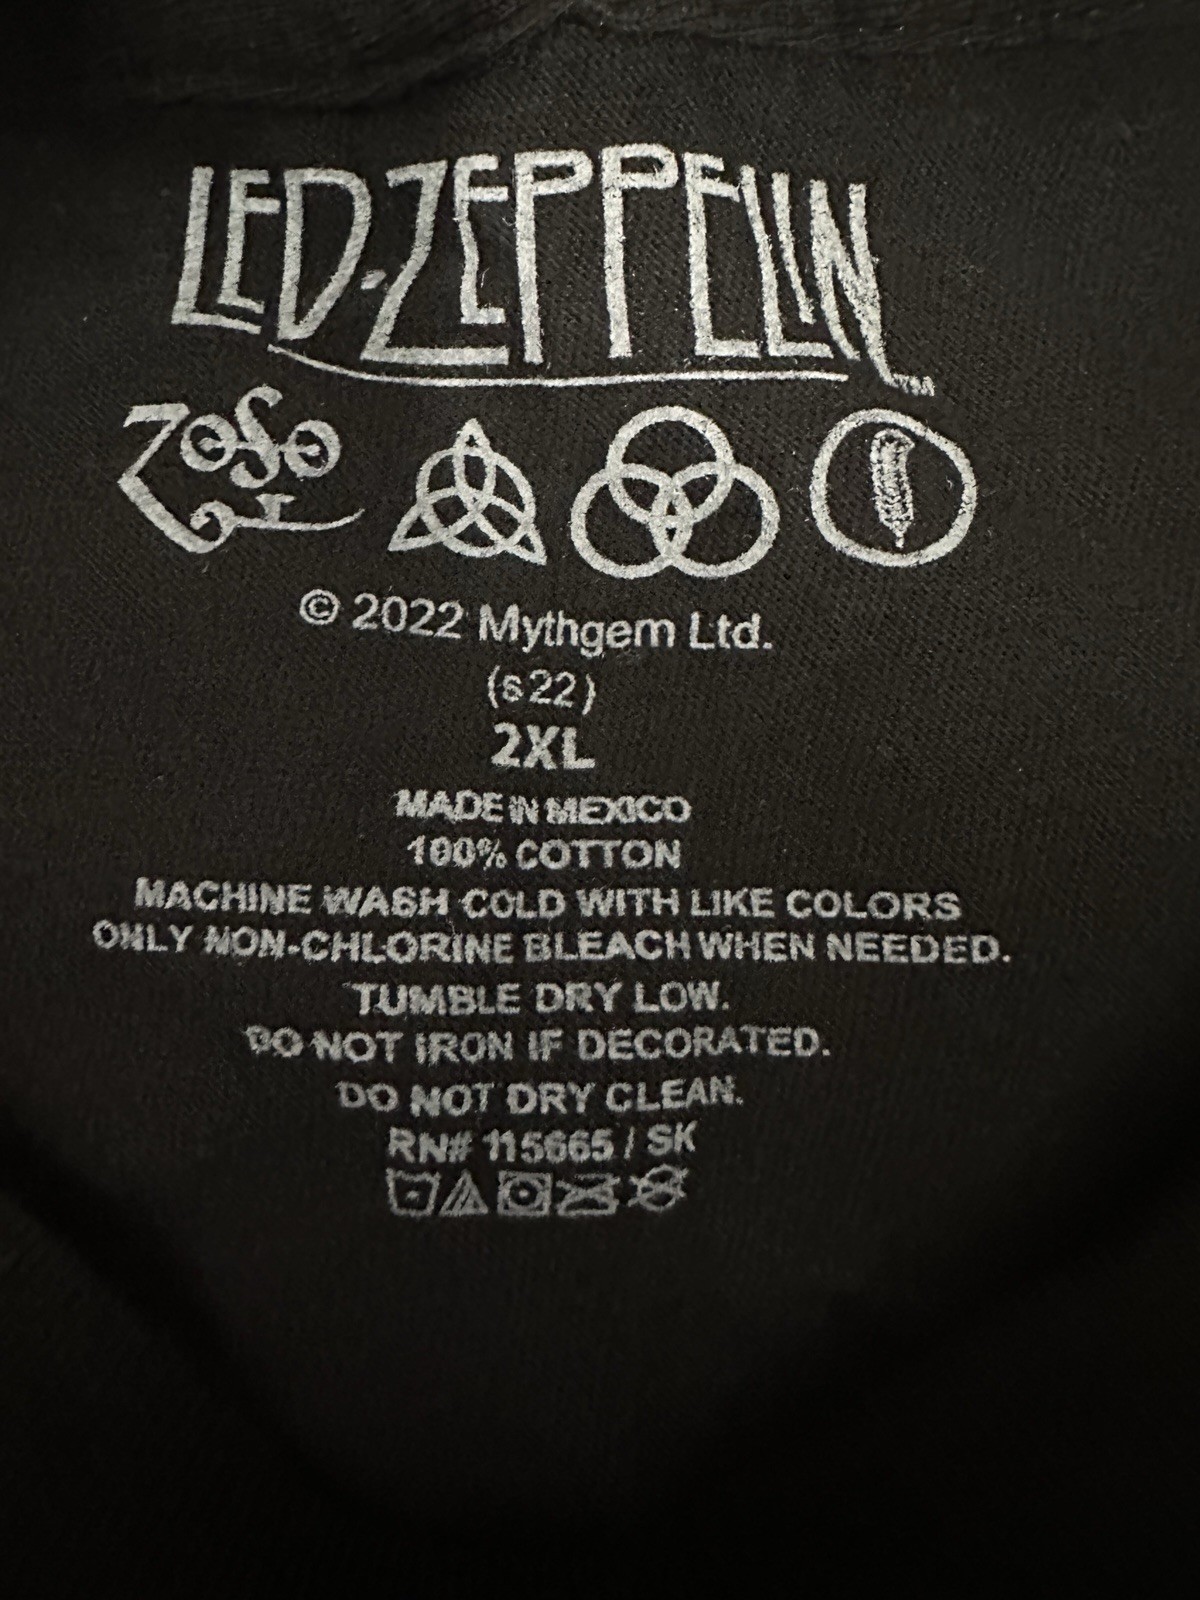 LED-ZEPPELIN TM
ZOSO
© 2022 Mythgem Ltd.
(s22)
2XL
MADE IN MEXICO
100% COTTON
MACHINE WASH COLD WITH LIKE COLORS
ONLY NON-CHLORINE BLEACH WHEN NEEDED.
TUMBLE DRY LOW.
DO NOT IRON IF DECORATED.
DO NOT DRY CLEAN.
RN# 115665 / SK